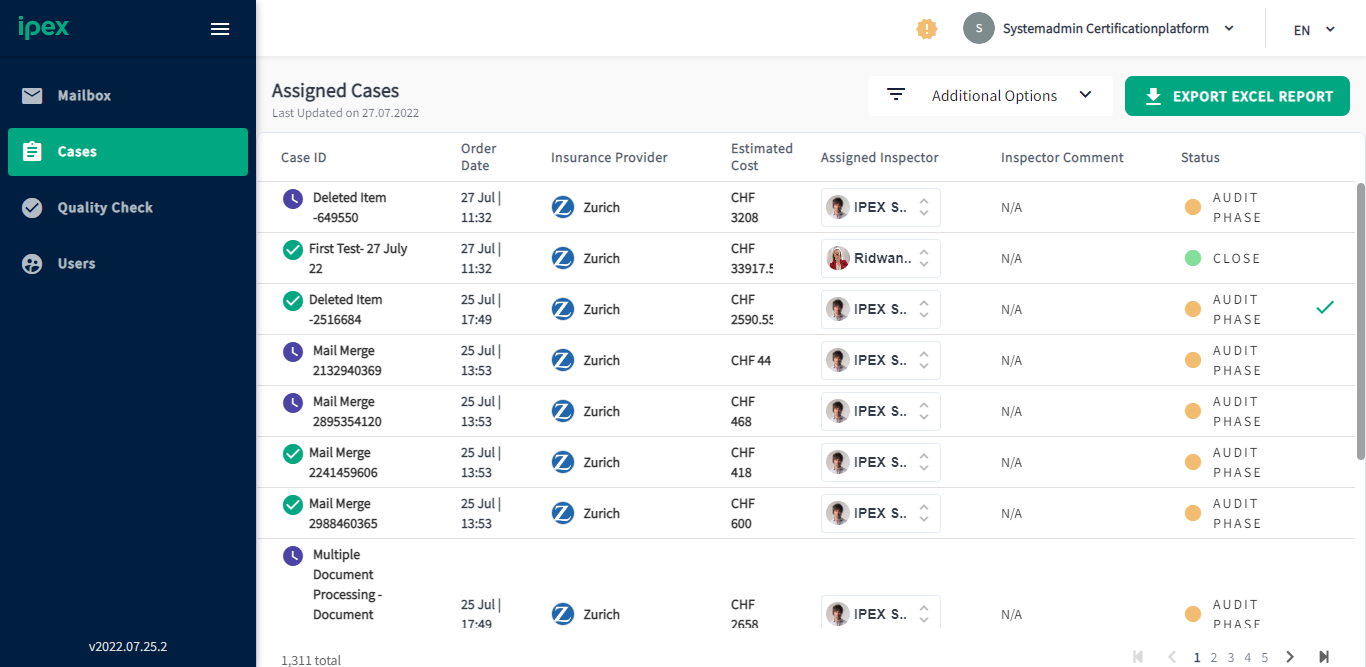 ipex
S
Systemadmin Certificationplatform
EN
Mailbox
Cases
Quality Check
Users
v2022.07.25.2
Assigned Cases
Last Updated on 27.07.2022
Additional Options
EXPORT EXCEL REPORT
Case ID
Order
Date
Insurance Provider
Estimated
Cost
Assigned Inspector
Inspector Comment
Status
Deleted Item
-649550
27 Jul |
11:32
Zurich
CHF
3208
IPEX S..
N/A
AUDIT
PHASE
First Test- 27 July
22
27 Jul |
11:32
Zurich
CHF
33917.5
Ridwan..
N/A
CLOSE
Deleted Item
-2516684
25 Jul |
17:49
Zurich
CHF
2590.55
IPEX S..
N/A
AUDIT
PHASE
Mail Merge
2132940369
25 Jul |
13:53
Zurich
CHF 44
IPEX S..
N/A
AUDIT
PHASE
Mail Merge
2895354120
25 Jul |
13:53
Zurich
CHF
468
IPEX S..
N/A
AUDIT
PHASE
Mail Merge
2241459606
25 Jul |
13:53
Zurich
CHF
418
IPEX S..
N/A
AUDIT
PHASE
Mail Merge
2988460365
25 Jul |
13:53
Zurich
CHF
600
IPEX S..
N/A
AUDIT
PHASE
Multiple
Document
Processing -
Document
25 Jul |
17:49
Zurich
CHF
2658
IPEX S..
N/A
AUDIT
PHASE
1,311 total
1 2 3 4 5